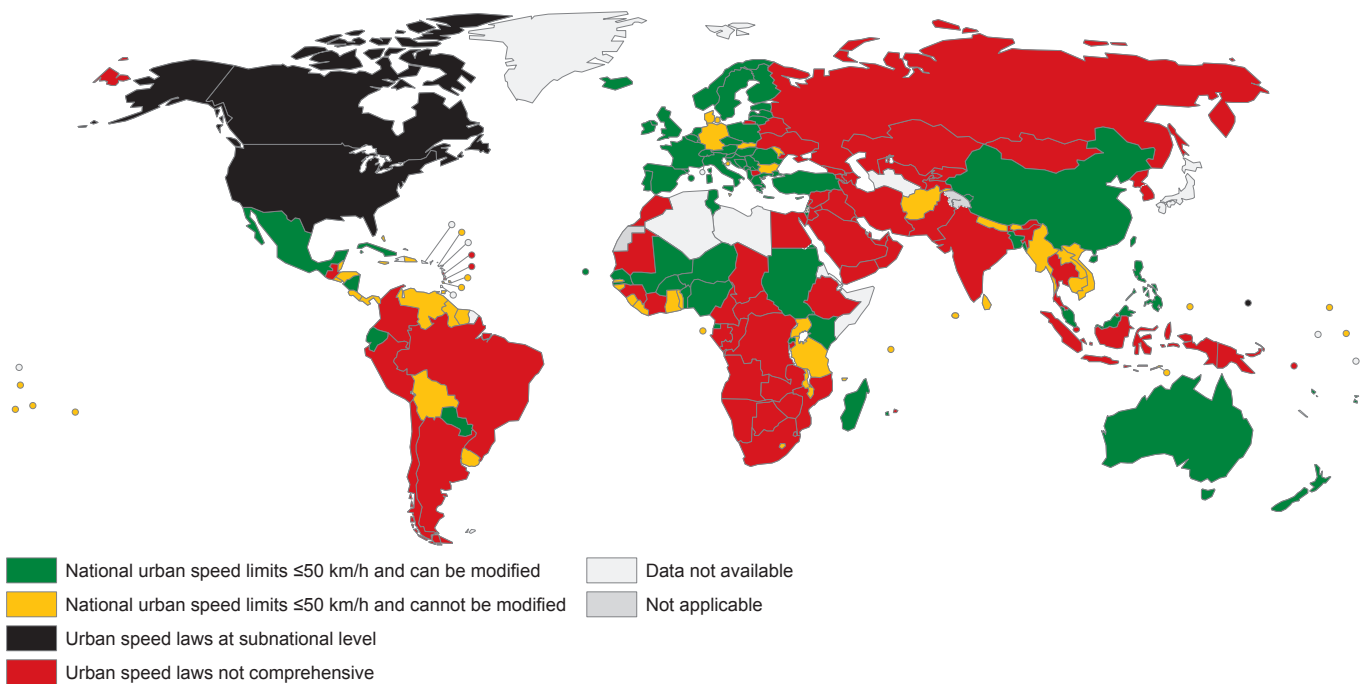 National urban speed limits ≤50 km/h and can be modified
National urban speed limits ≤50 km/h and cannot be modified
Urban speed laws at subnational level
Urban speed laws not comprehensive
Data not available
Not applicable